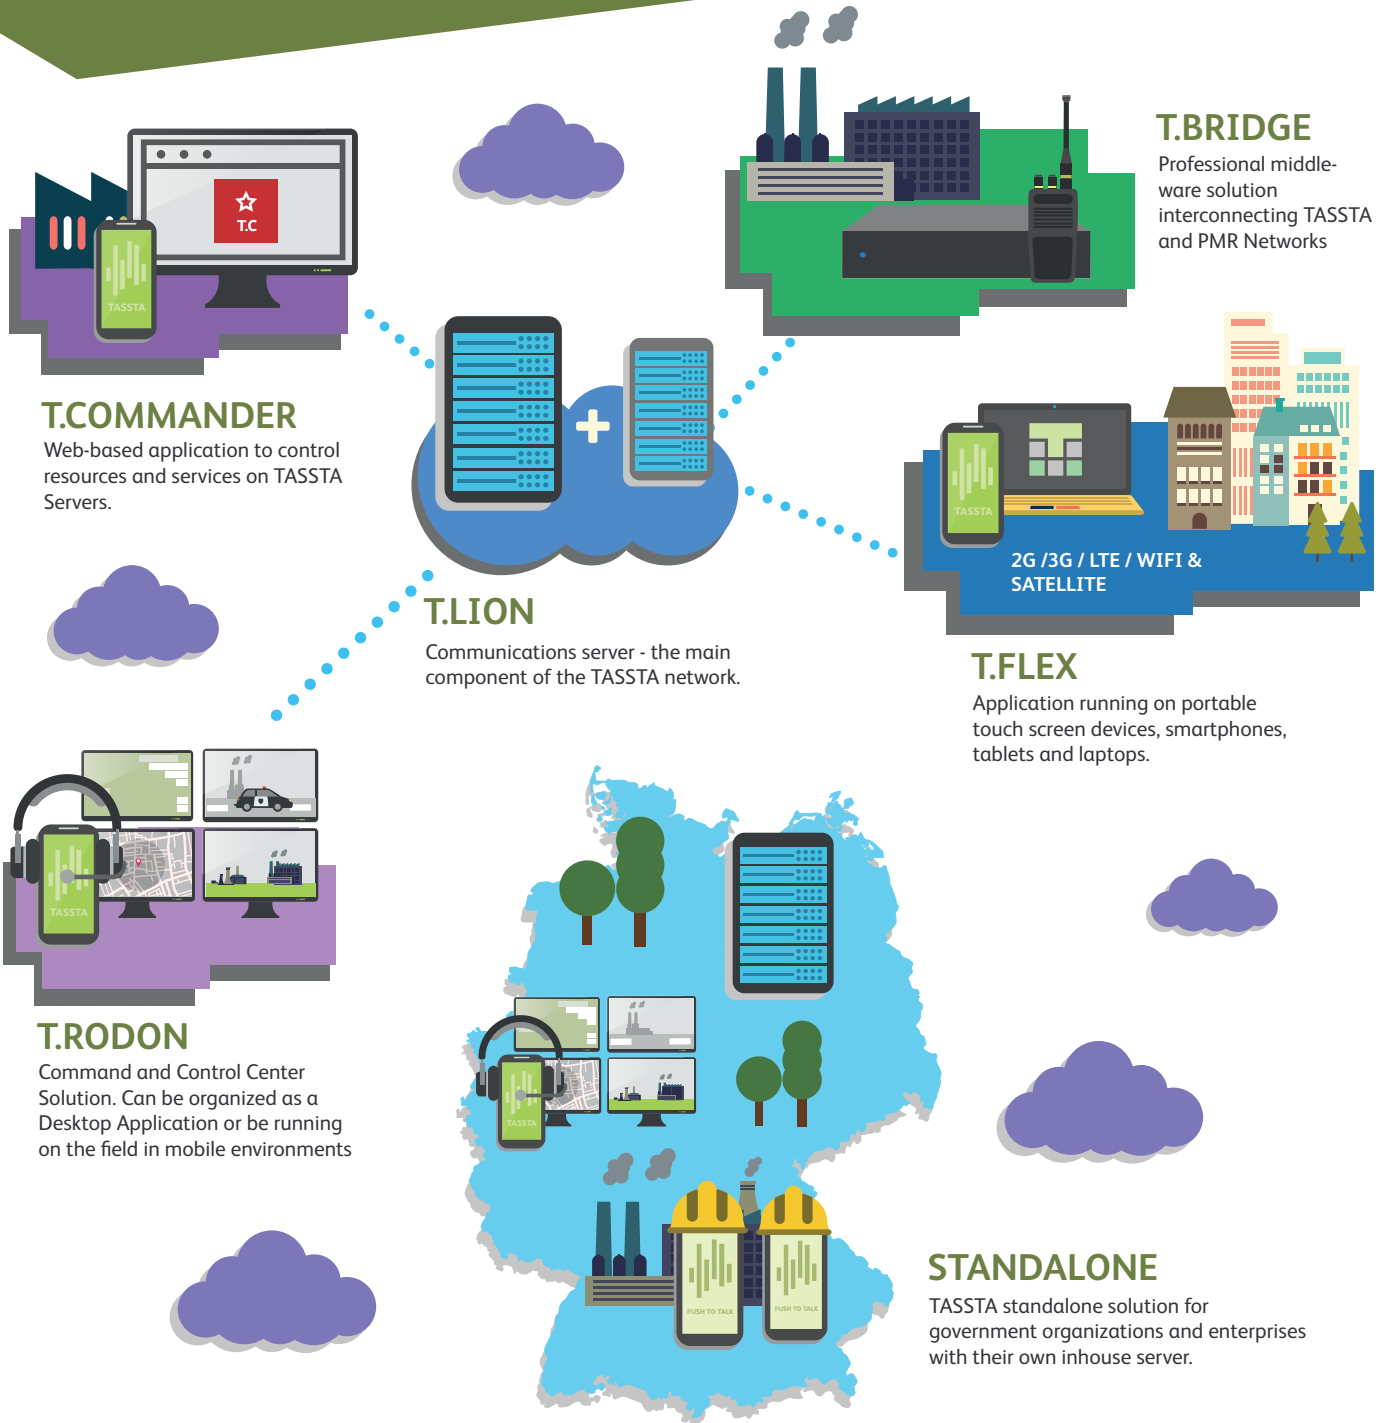 T.BRIDGE
Professional middle-
ware solution
interconnecting TASSTA
and PMR Networks
T.C
TASSTA
T.COMMANDER
Web-based application to control
resources and services on TASSTA
Servers.
TASSTA
2G /3G / LTE / WIFI &
SATELLITE
T.LION
Communications server - the main
component of the TASSTA network.
T.FLEX
Application running on portable
touch screen devices, smartphones,
tablets and laptops.
TASSTA
T.RODON
Command and Control Center
Solution. Can be organized as a
Desktop Application or be running
on the field in mobile environments
TASSTA
PUSH TO TALK
PUSH TO TALK
STANDALONE
TASSTA standalone solution for
government organizations and enterprises
with their own inhouse server.